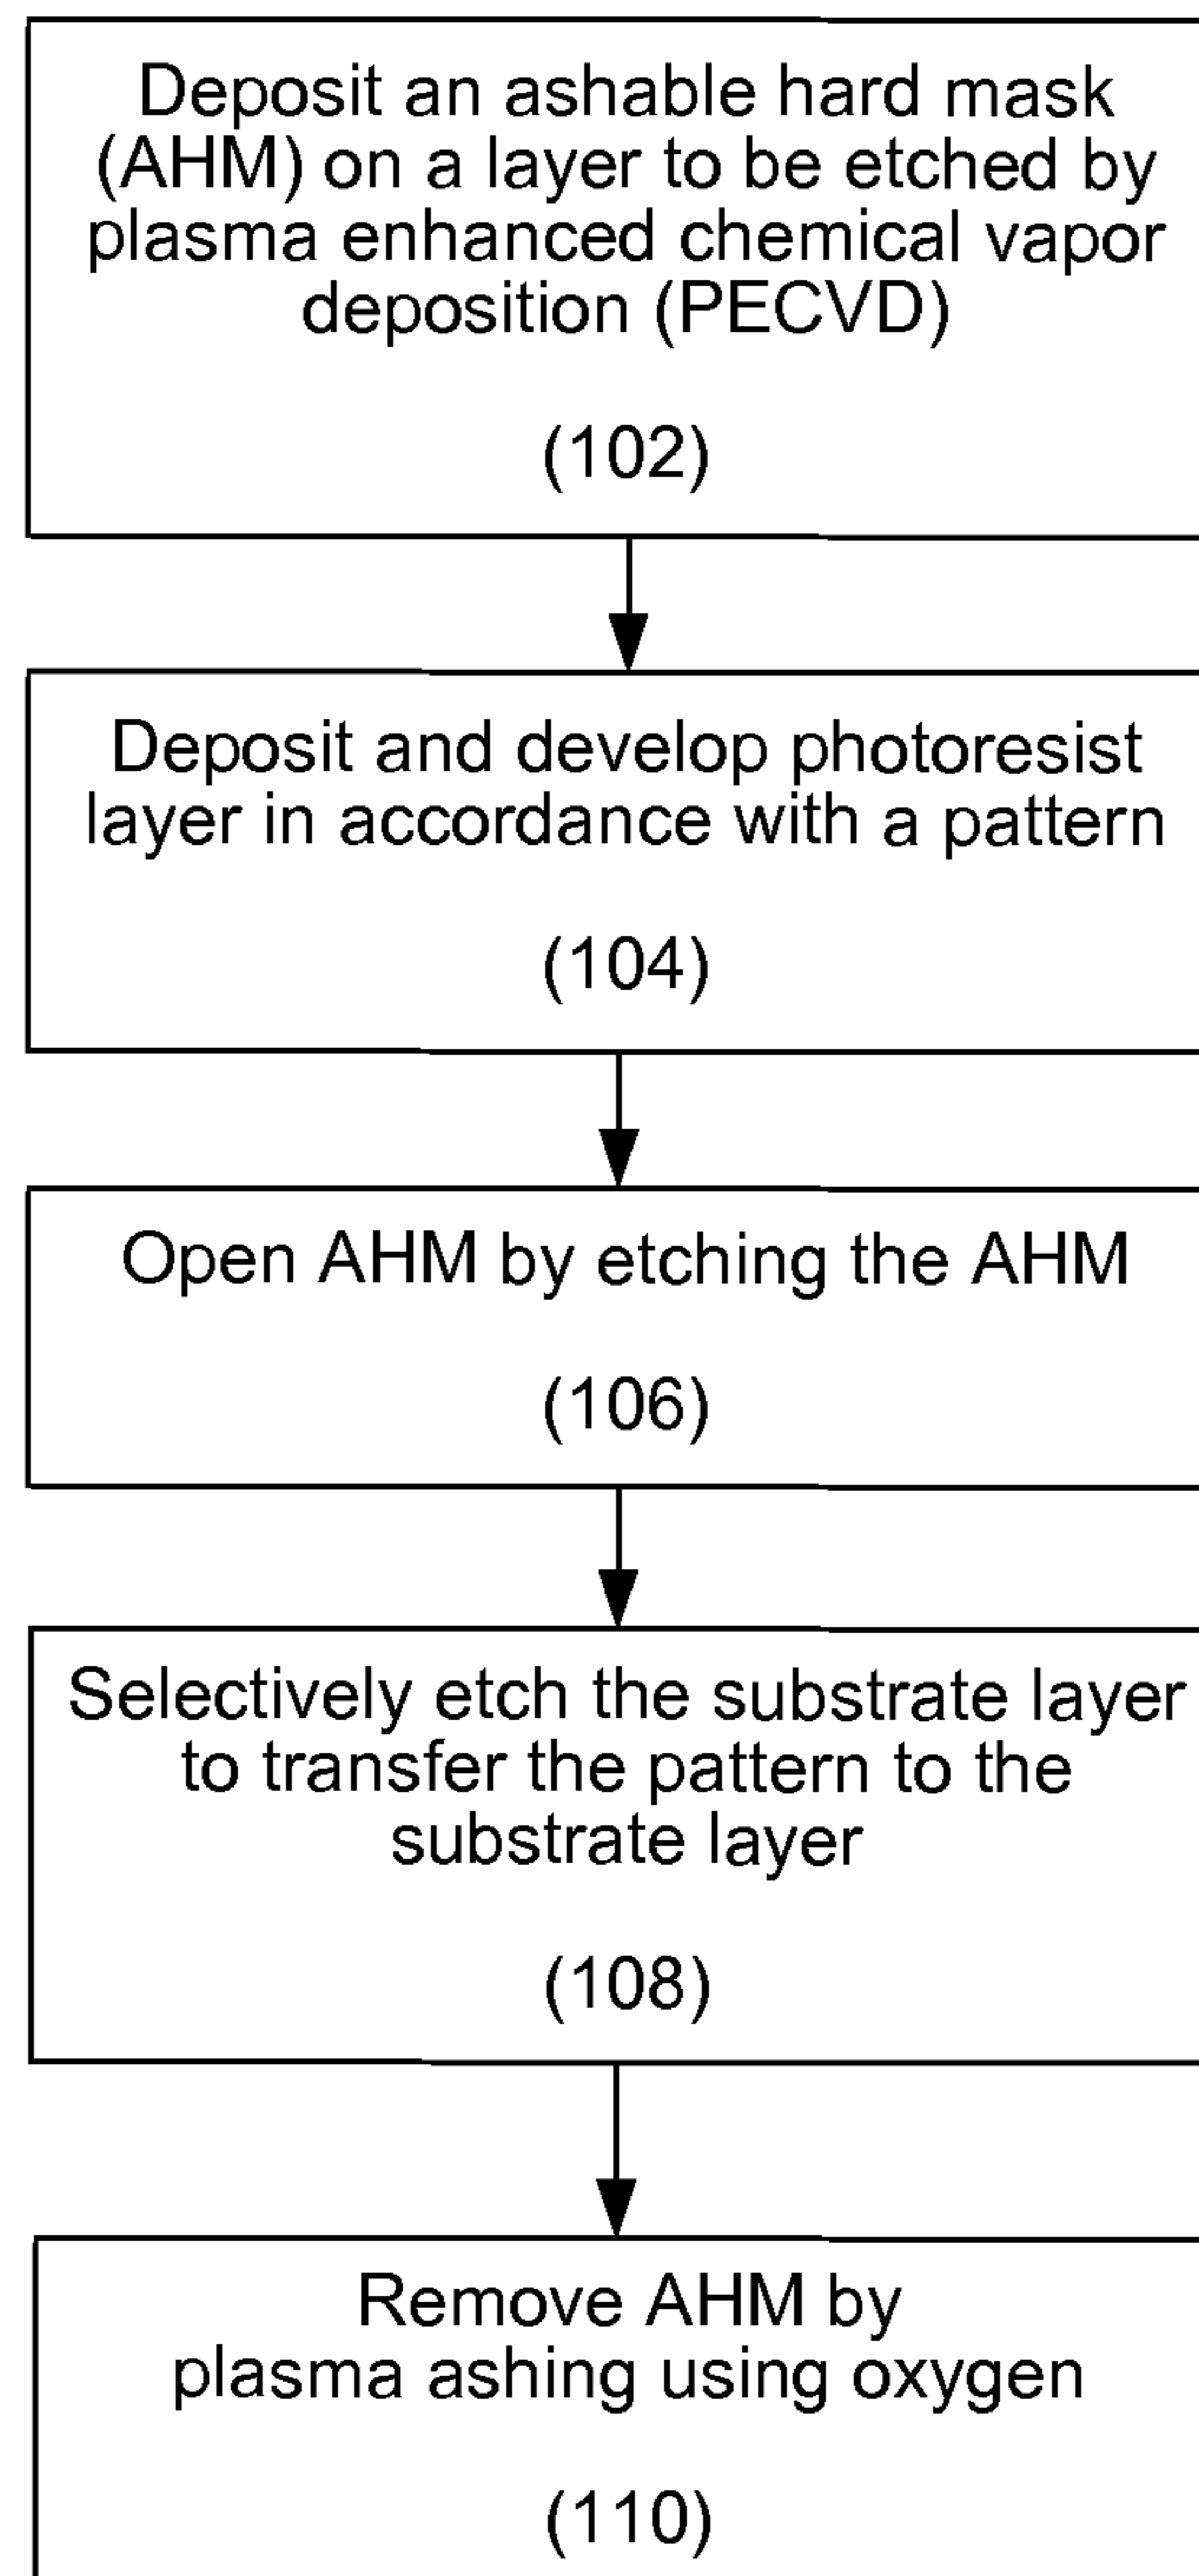 Deposit an ashable hard mask
(AHM) on a layer to be etched by
plasma enhanced chemical vapor
deposition (PECVD)
(102)
Deposit and develop photoresist
layer in accordance with a pattern
(104)
Open AHM by etching the AHM
(106)
Selectively etch the substrate layer
to transfer the pattern to the
substrate layer
(108)
Remove AHM by
plasma ashing using oxygen
(110)